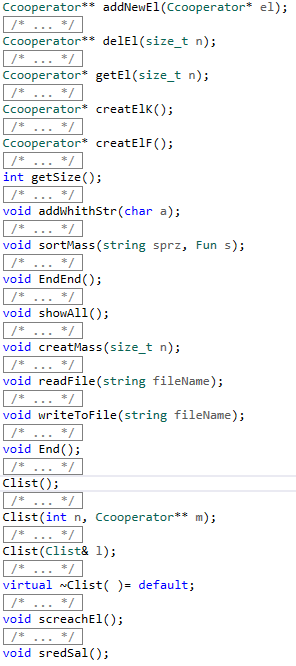 Ccooperator** addNewEl(Ccooperator* el);
/* ... */
Ccooperator** delEl(size_t n);
/* ... */
Ccooperator* getEl(size_t n);
/* ... */
Ccooperator* creatElK();
/* ... */
Ccooperator* creatElF();
/* ... */
int getSize();
/* ... */
void addWhithStr(char a);
/* ... */
void sortMass(string sprz, Fun s);
/* ... */
void EndEnd();
/* ... */
void showAll();
/* ... */
void creatMass(size_t n);
/* ... */
void readFile(string fileName);
/* ... */
void writeToFile(string fileName);
/* ... */
void End();
/* ... */
Clist();
/* ... */
Clist(int n, Ccooperator** m);
/* ... */
Clist(Clist& l);
/* ... */
virtual ~Clist( )= default;
/* ... */
void screachEl();
/* ... */
void sredSal();